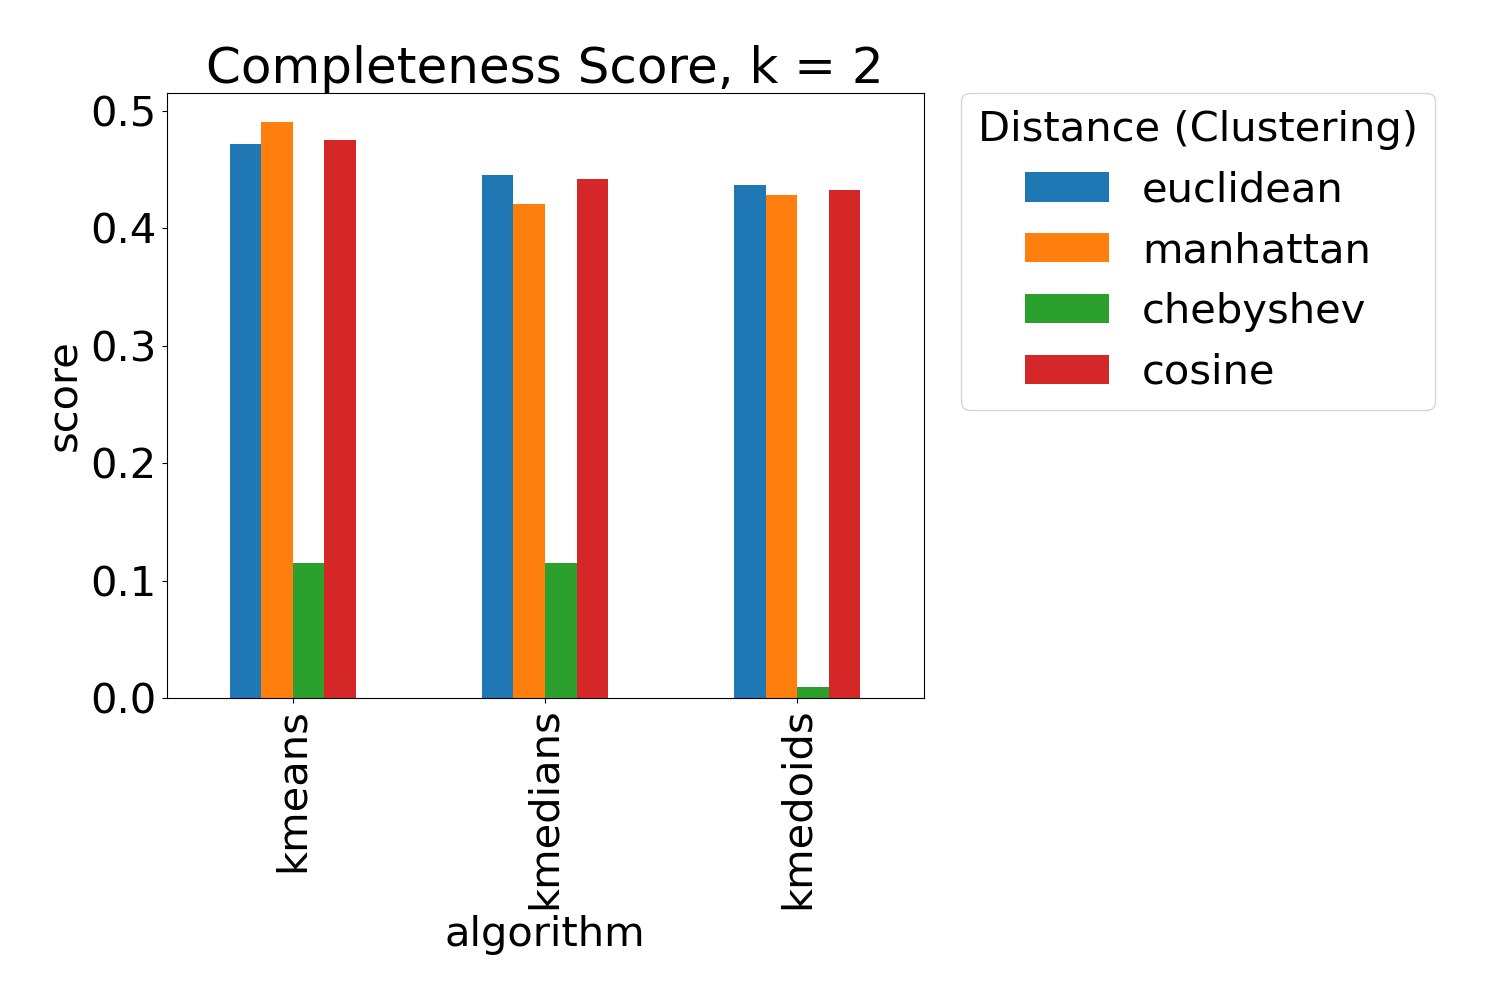 Completeness Score, k = 2
0.5
0.4
0.3
0.2
0.1
0.0
score
kmeans
kmedians
kmedoids
algorithm
Distance (Clustering)
euclidean
manhattan
chebyshev
cosine